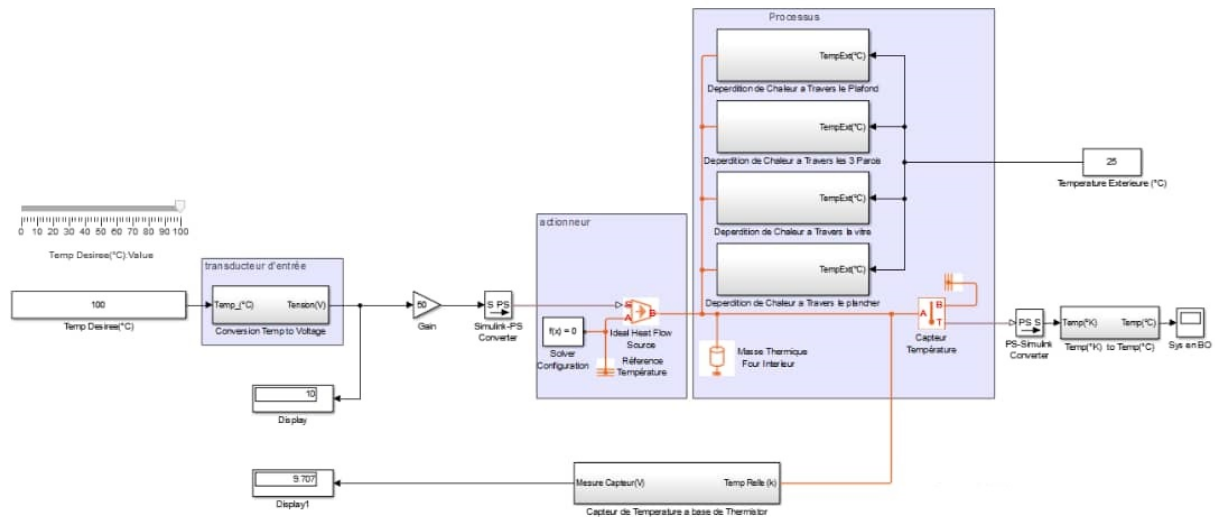 Processus
TempExt(°C)
Deperdition de Chaleur a Travers le Plafond
TempExt(°C)
Deperdition de Chaleur a Travers les 3 Parois
25
Temperature Exterieure (°C)
TempExt(°C)
Deperdition de Chaleur a Travers la vitre
TempExt(°C)
Deperdition de Chaleur a Travers le plancher
0 10 20 30 40 50 60 70 80 90 100
Temp Desiree(°C):Value
100
Temp Desiree(°C)
transducteur d'entrée
Temp_(°C)
Tension(V)
Conversion Temp to Voltage
60
Gain
S PS
Simulink-PS
Converter
actionneur
f(x) = 0
Solver
Configuration
S
A
B
Ideal Heat Flow
Source
Réference
Température
Masse Thermique
Four Interieur
A
B
T
Capteur
Température
PS S
PS-Simulink
Converter
Temp(°K)
Temp(°C)
Temp(°K) to Temp(°C)
Sys en BO
10
Display
9.707
Display1
Mesure Capteur(V)
Temp Relle (k)
Capteur de Temperature a base de Thermistor